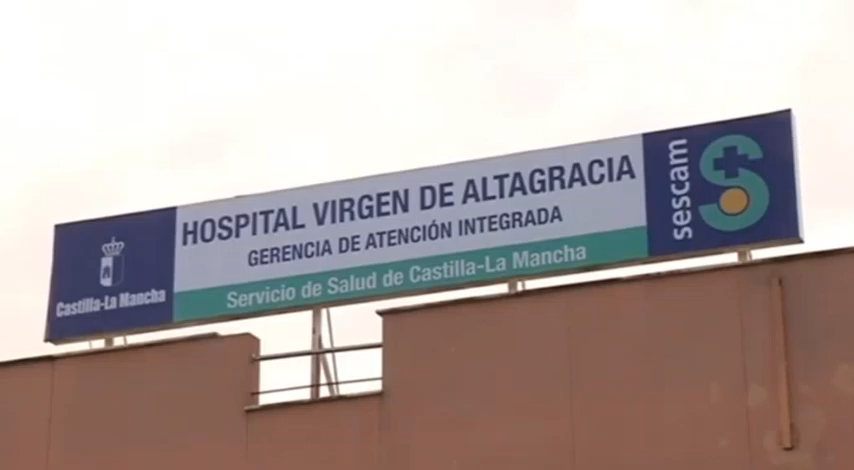 Castilla-La Mancha
HOSPITAL VIRGEN DE ALTAGRACIA
GERENCIA DE ATENCIÓN INTEGRADA
Servicio de Salud de Castilla-La Mancha
sescam